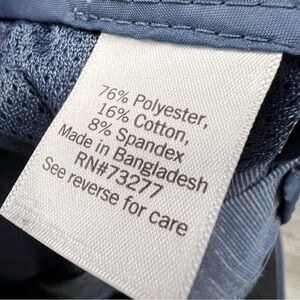 76% Polyester,
16% Cotton,
8% Spandex
Made in Bangladesh
RN#73277
See reverse for care